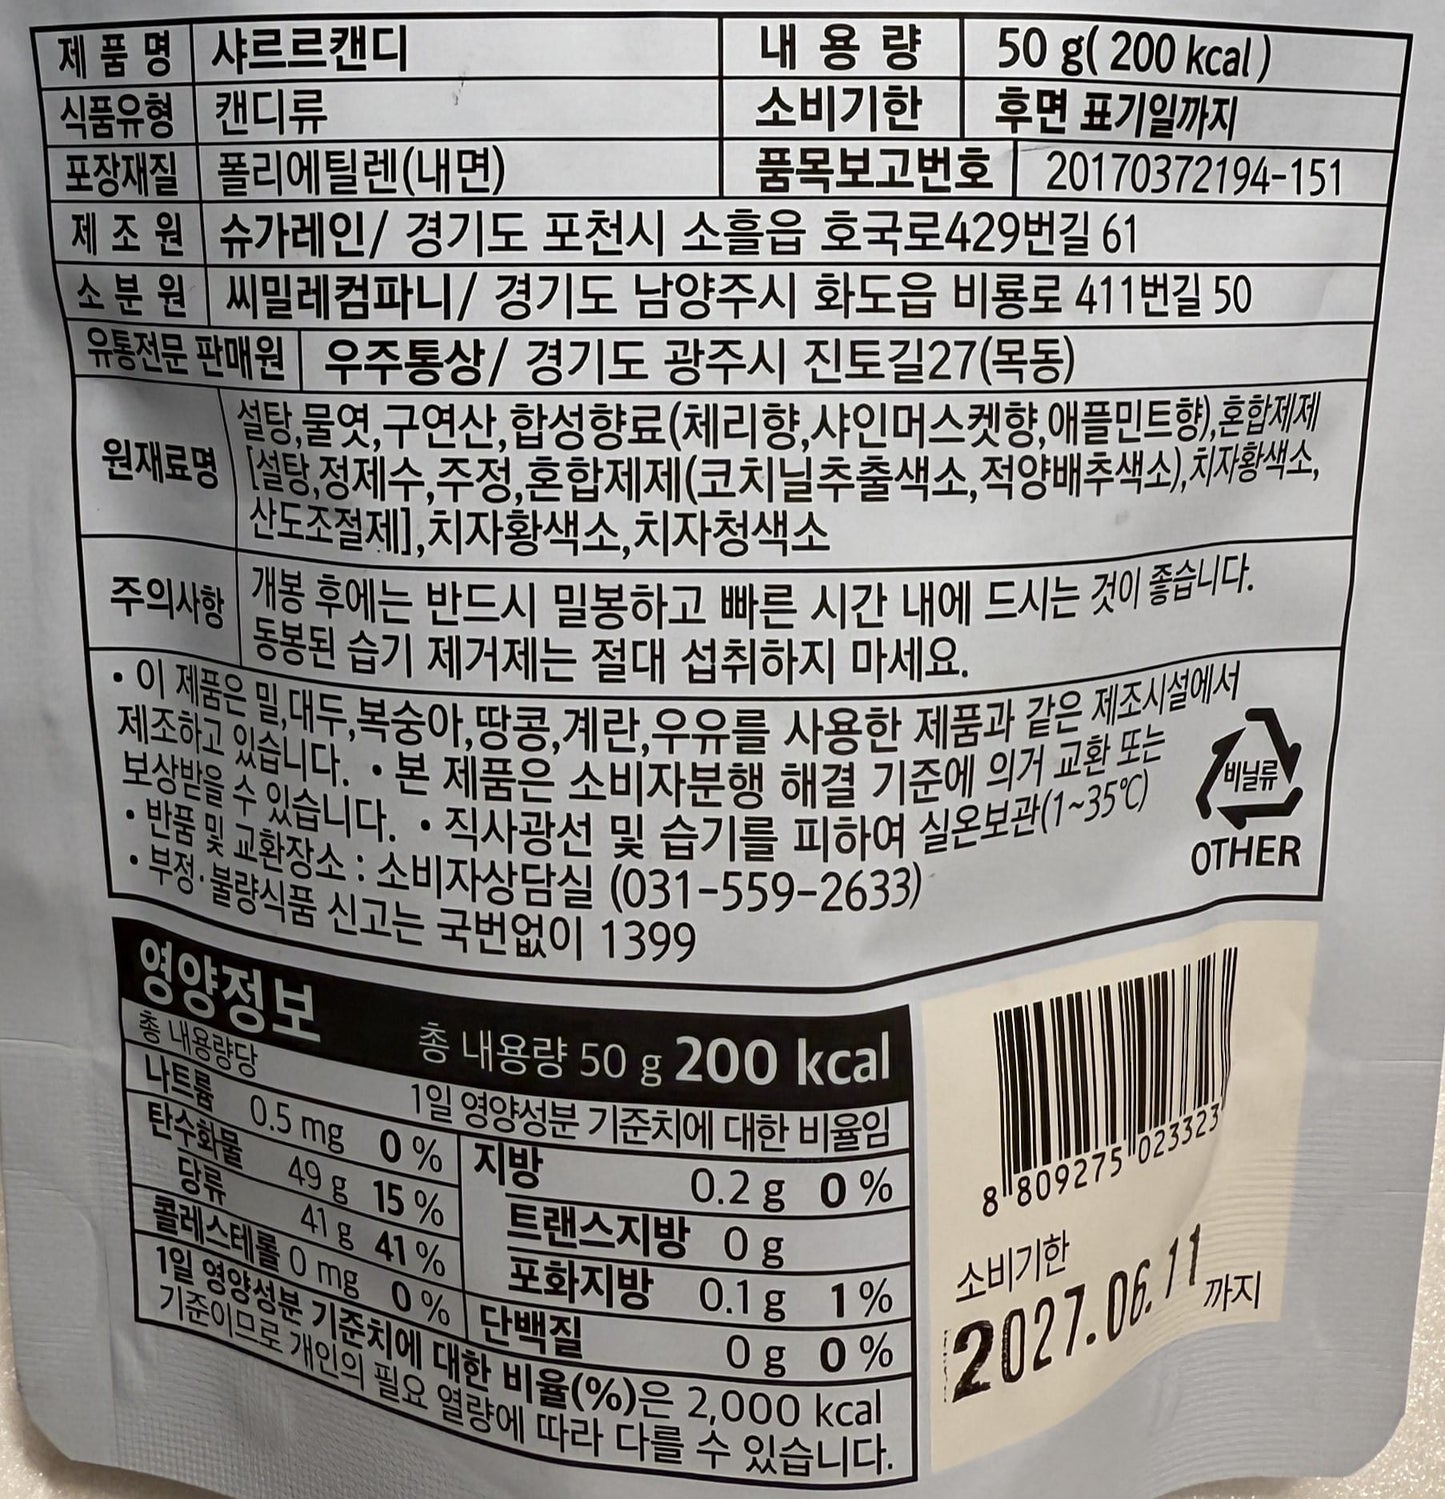 제 품 명 샤르르캔디 내 용 량 50 g( 200 kcal )
식품유형 캔디류 소비기한 후면 표기일까지
포장재질 폴리에틸렌(내면) 품목보고번호 20170372194-151
제 조 원 슈가레인/ 경기도 포천시 소흘읍 호국로429번길 61
소 분 원 씨밀레컴파니/ 경기도 남양주시 화도읍 비룡로 411번길 50
유통전문 판매원 우주통상/ 경기도 광주시 진토길27(목동)
원재료명 설탕,물엿,구연산,합성향료(체리향,샤인머스켓향,애플민트향),혼합제제
[설탕,정제수,주정,혼합제제(코치닐추출색소,적양배추색소),치자황색소,
산도조절제],치자황색소,치자청색소
주의사항 개봉 후에는 반드시 밀봉하고 빠른 시간 내에 드시는 것이 좋습니다.
동봉된 습기 제거제는 절대 섭취하지 마세요.
• 이 제품은 밀,대두,복숭아,땅콩,계란,우유를 사용한 제품과 같은 제조시설에서
제조하고 있습니다. • 본 제품은 소비자분행 해결 기준에 의거 교환 또는
보상받을 수 있습니다. • 직사광선 및 습기를 피하여 실온보관(1~35℃)
• 반품 및 교환장소 : 소비자상담실 (031-559-2633)
• 부정·불량식품 신고는 국번없이 1399
비닐류
OTHER
영양정보 총 내용량 50 g 200 kcal
총 내용량당 1일 영양성분 기준치에 대한 비율임
나트륨 0.5 mg 0 % 지방 0.2 g 0 %
탄수화물 49 g 15 % 트랜스지방 0 g
당류 41 g 41 % 포화지방 0.1 g 1 %
콜레스테롤 0 mg 0 % 단백질 0 g 0 %
1일 영양성분 기준치에 대한 비율(%)은 2,000 kcal
기준이므로 개인의 필요 열량에 따라 다를 수 있습니다.
8 809275 023323
소비기한
2027.06.11 까지